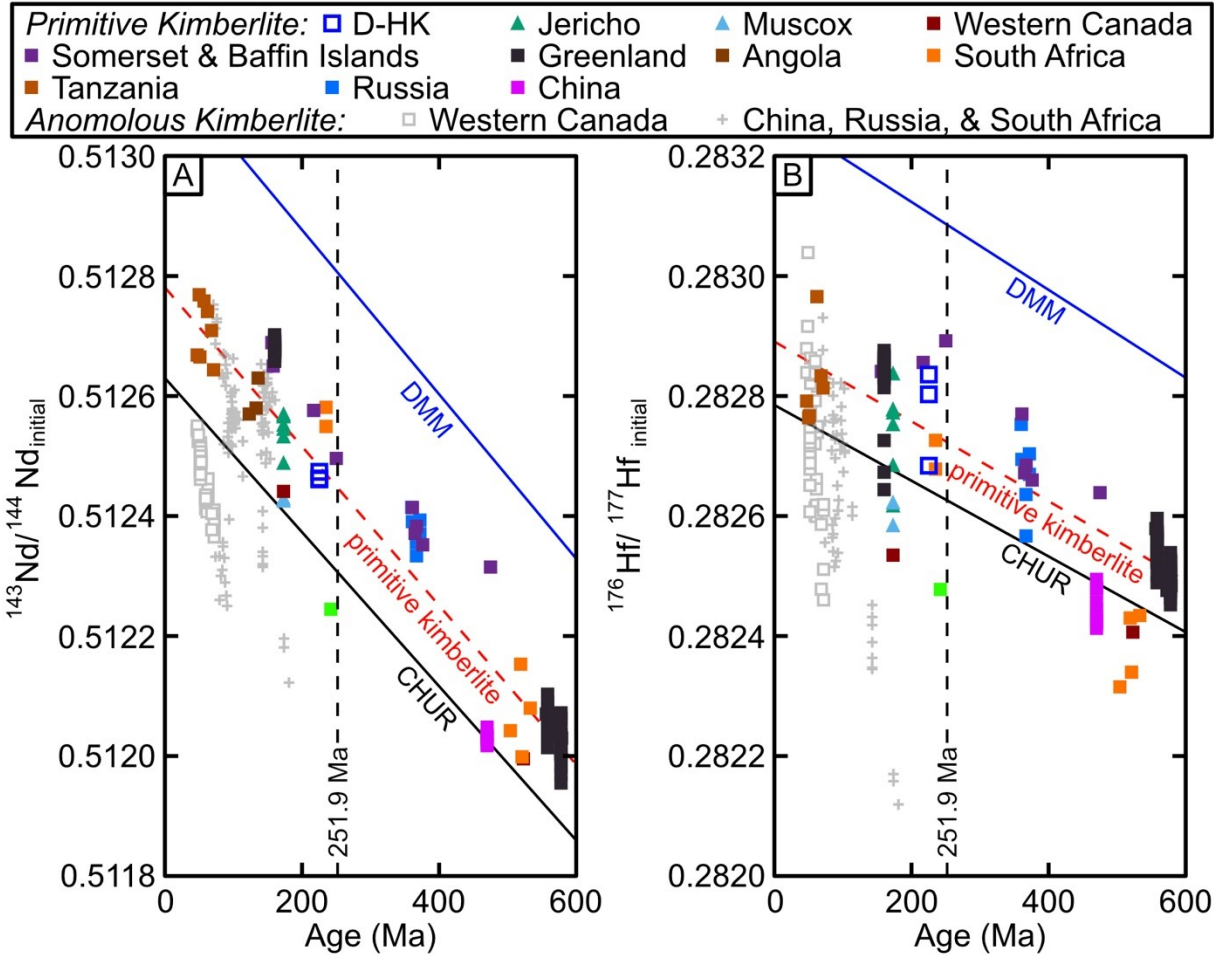 Primitive Kimberlite: D-HK Jericho Muscox Western Canada
Somerset & Baffin Islands Greenland Angola South Africa
Tanzania Russia China
Anomolous Kimberlite: Western Canada China, Russia, & South Africa
A
0.5130
0.5128
0.5126
0.5124
0.5122
0.5120
0.5118
143Nd/144Ndinitial
DMM
primitive kimberlite
CHUR
251.9 Ma
0 200 400 600
Age (Ma)
B
0.2832
0.2830
0.2828
0.2826
0.2824
0.2822
0.2820
176Hf/177Hf initial
DMM
primitive kimberlite
CHUR
251.9 Ma
0 200 400 600
Age (Ma)